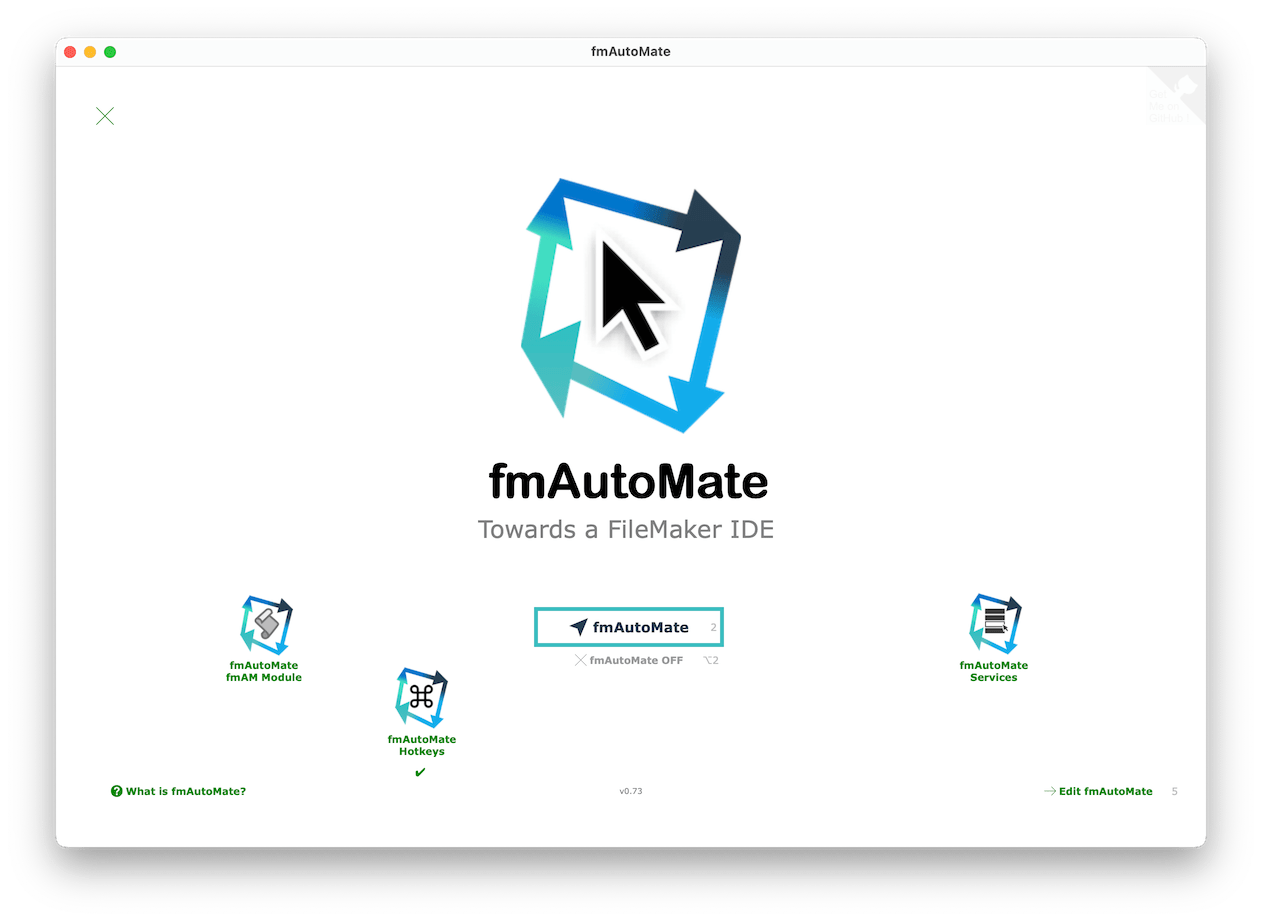 fmAutoMate
fmAutoMate
Towards a FileMaker IDE
fmAutoMate
fmAM Module
fmAutoMate
Hotkeys
✔
fmAutoMate 2
fmAutoMate OFF ⌥2
fmAutoMate
Services
What is fmAutoMate?
v0.73
Edit fmAutoMate 5